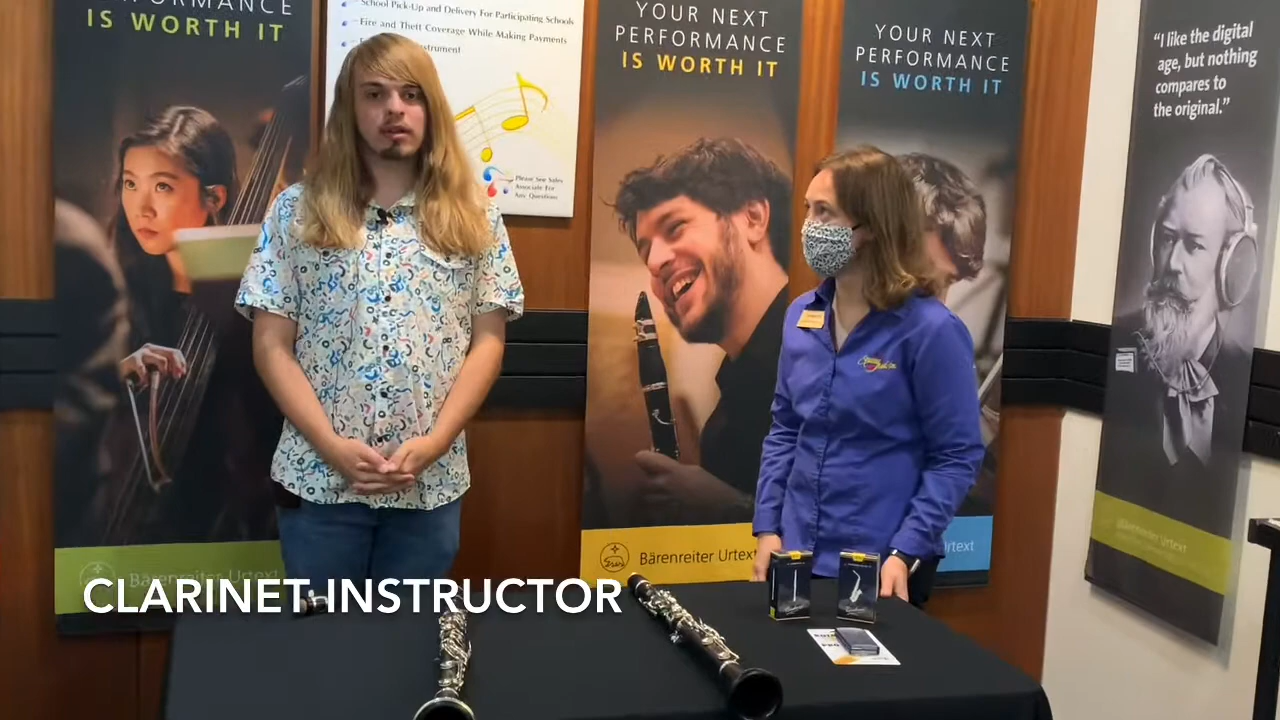 PERFORMANCE
IS WORTH IT
School Pick-Up and Delivery For Participating Schools
Fire and Theft Coverage While Making Payments
Instrument
Please See Sales
Associate For
Any Questions
YOUR NEXT
PERFORMANCE
IS WORTH IT
YOUR NEXT
PERFORMANCE
IS WORTH IT
“I like the digital
age, but nothing
compares to
the original.”
Bärenreiter Urtext
Bärenreiter Urtext
Urtext
Bärenreiter Urtext
CLARINET INSTRUCTOR